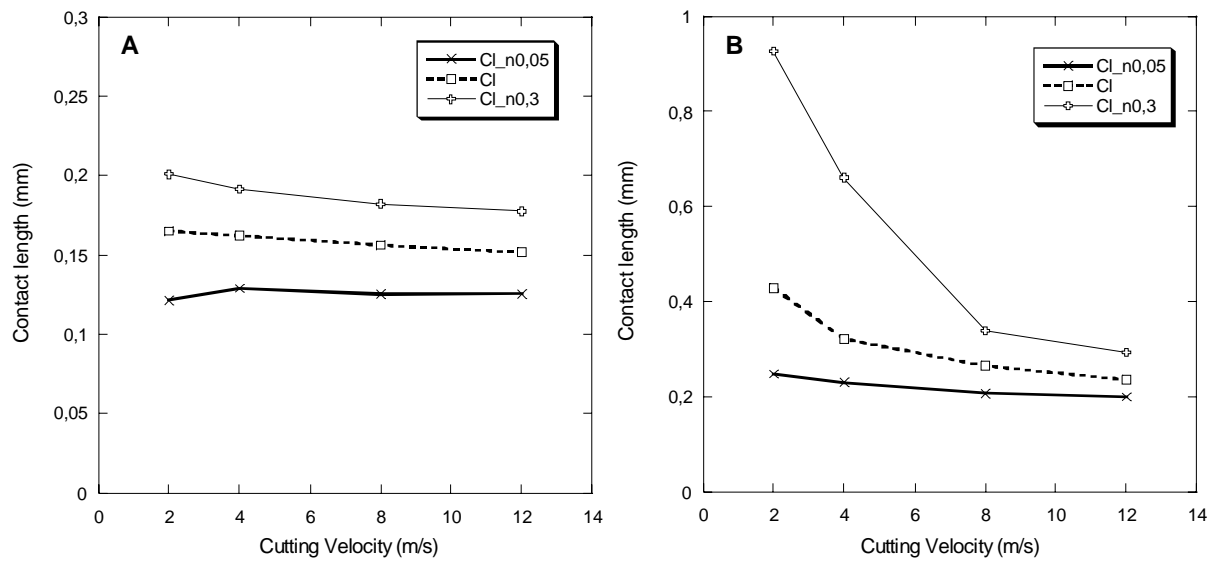 A
Cl_n0,05
Cl
Cl_n0,3
0,3
0,25
0,2
0,15
0,1
0,05
0
Contact length (mm)
0 2 4 6 8 10 12 14
Cutting Velocity (m/s)
B
Cl_n0,05
Cl
Cl_n0,3
1
0,8
0,6
0,4
0,2
0
Contact length (mm)
0 2 4 6 8 10 12 14
Cutting Velocity (m/s)